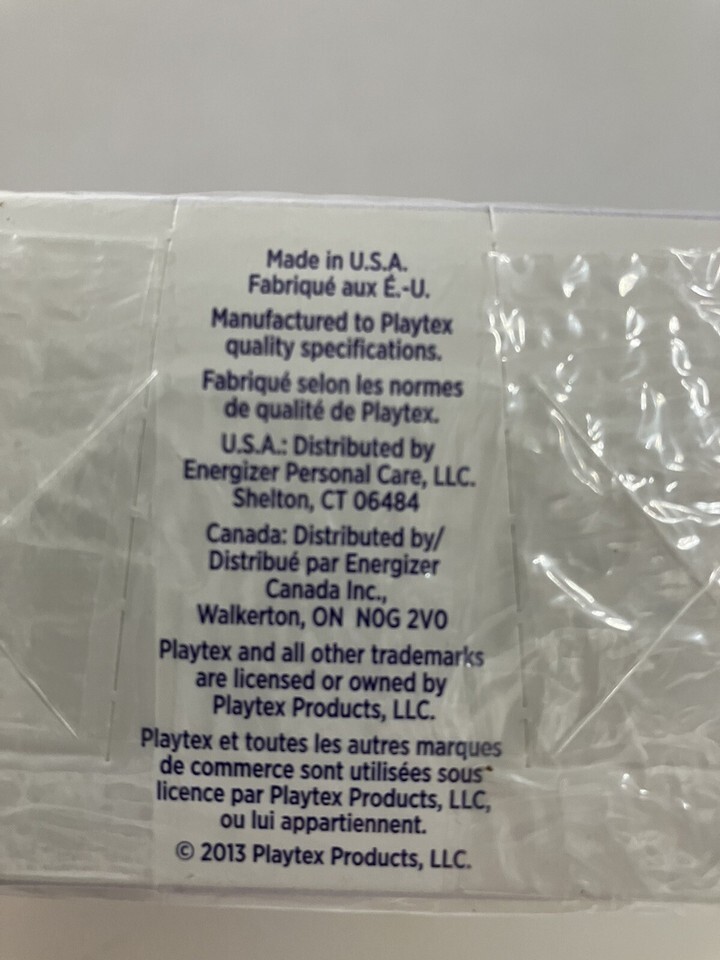 Made in U.S.A.
Fabriqué aux É.-U.
Manufactured to Playtex
quality specifications.
Fabriqué selon les normes
de qualité de Playtex.
U.S.A.: Distributed by
Energizer Personal Care, LLC.
Shelton, CT 06484
Canada: Distributed by/
Distribué par Energizer
Canada Inc.,
Walkerton, ON N0G 2V0
Playtex and all other trademarks
are licensed or owned by
Playtex Products, LLC.
Playtex et toutes les autres marques
de commerce sont utilisées sous
licence par Playtex Products, LLC,
ou lui appartiennent.
© 2013 Playtex Products, LLC.